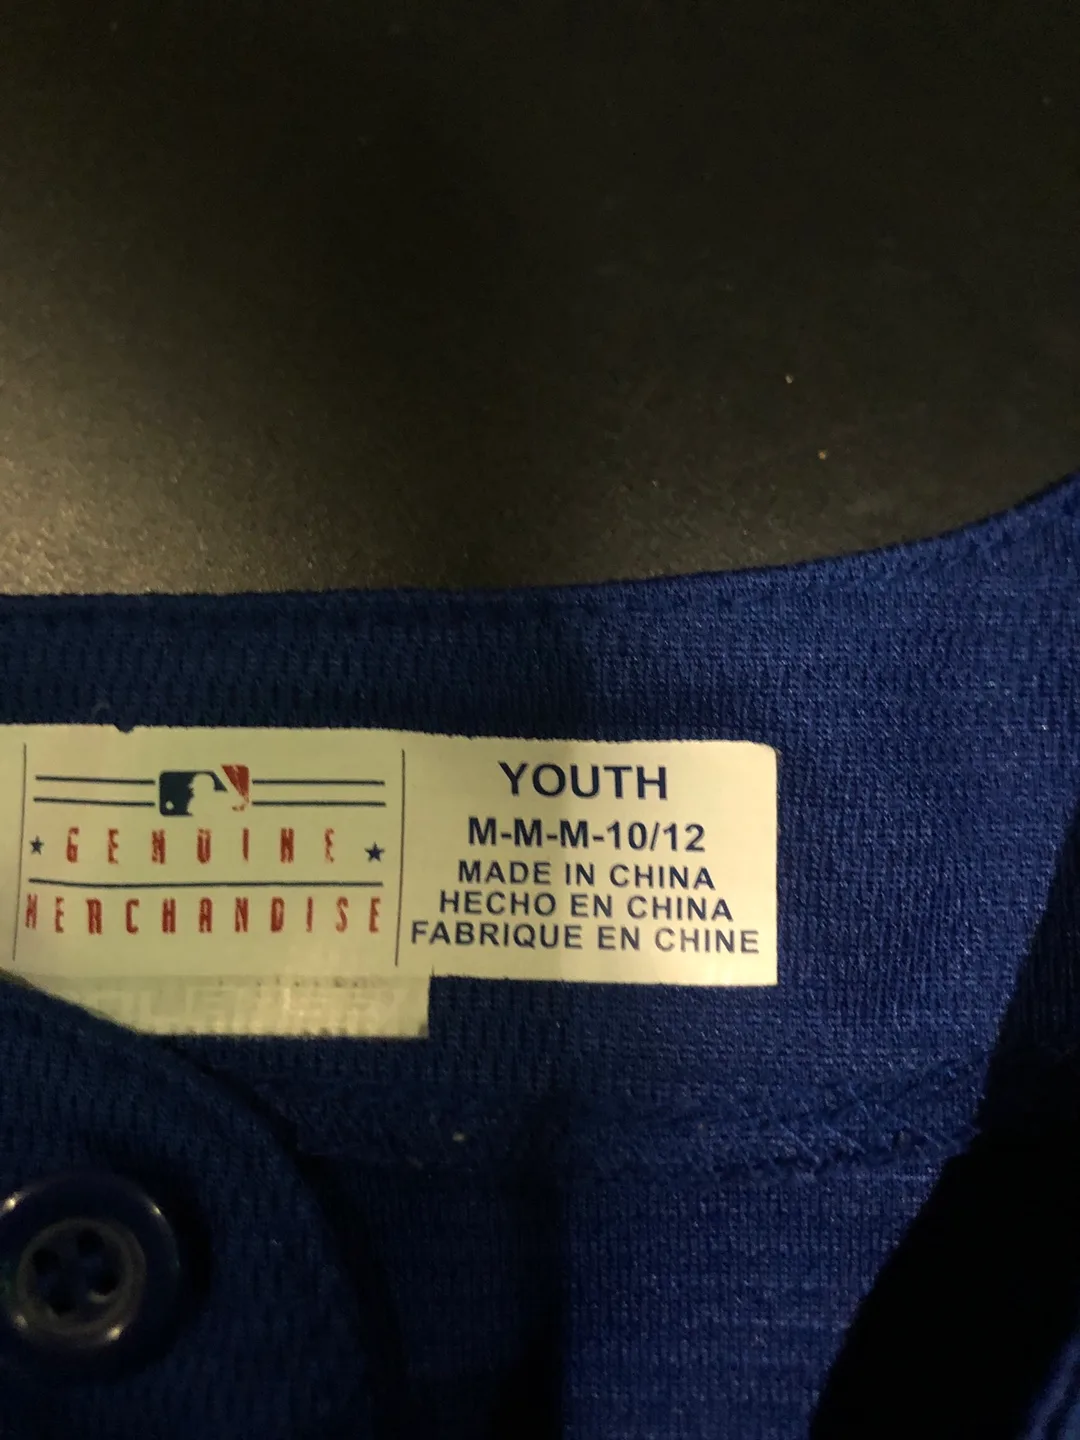 GENUINE
MERCHANDISE
YOUTH
M-M-M-10/12
MADE IN CHINA
HECHO EN CHINA
FABRIQUE EN CHINE